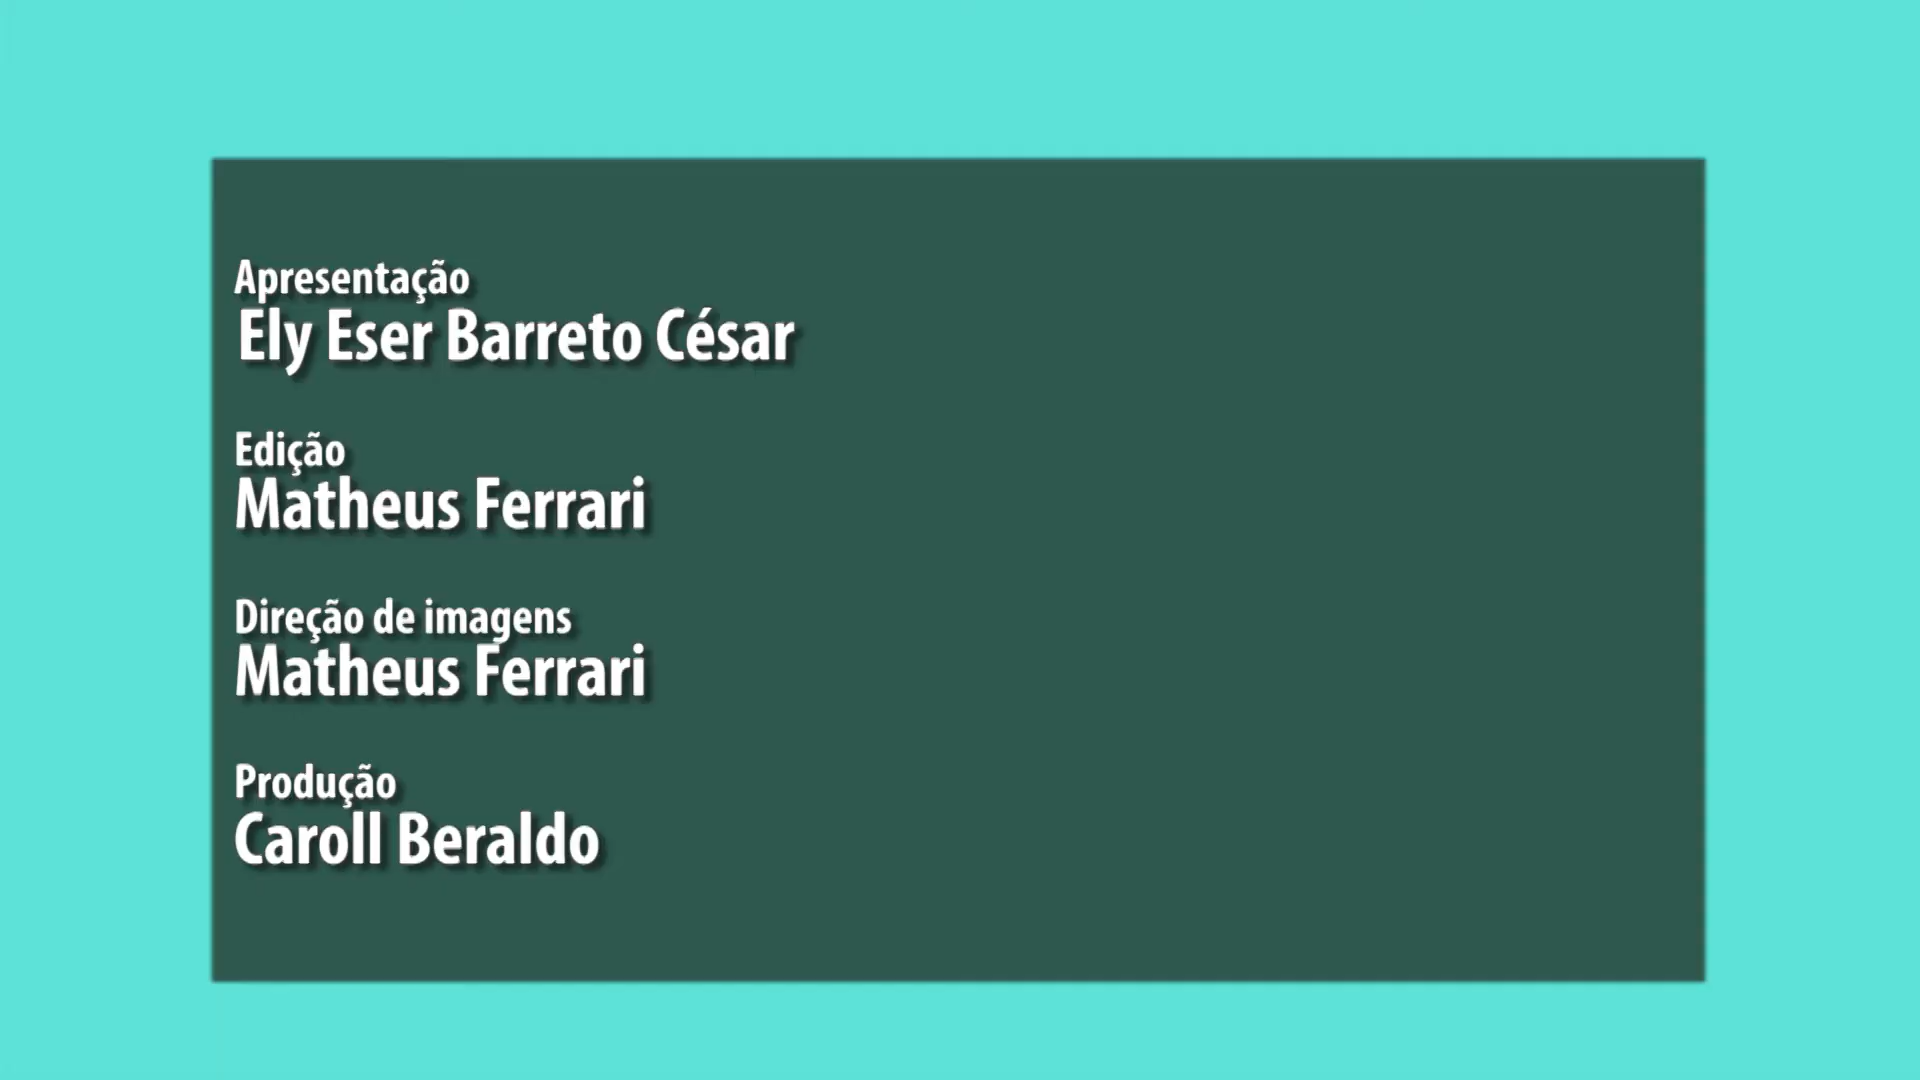 Apresentação
Ely Eser Barreto César
Edição
Matheus Ferrari
Direção de imagens
Matheus Ferrari
Produção
Caroll Beraldo